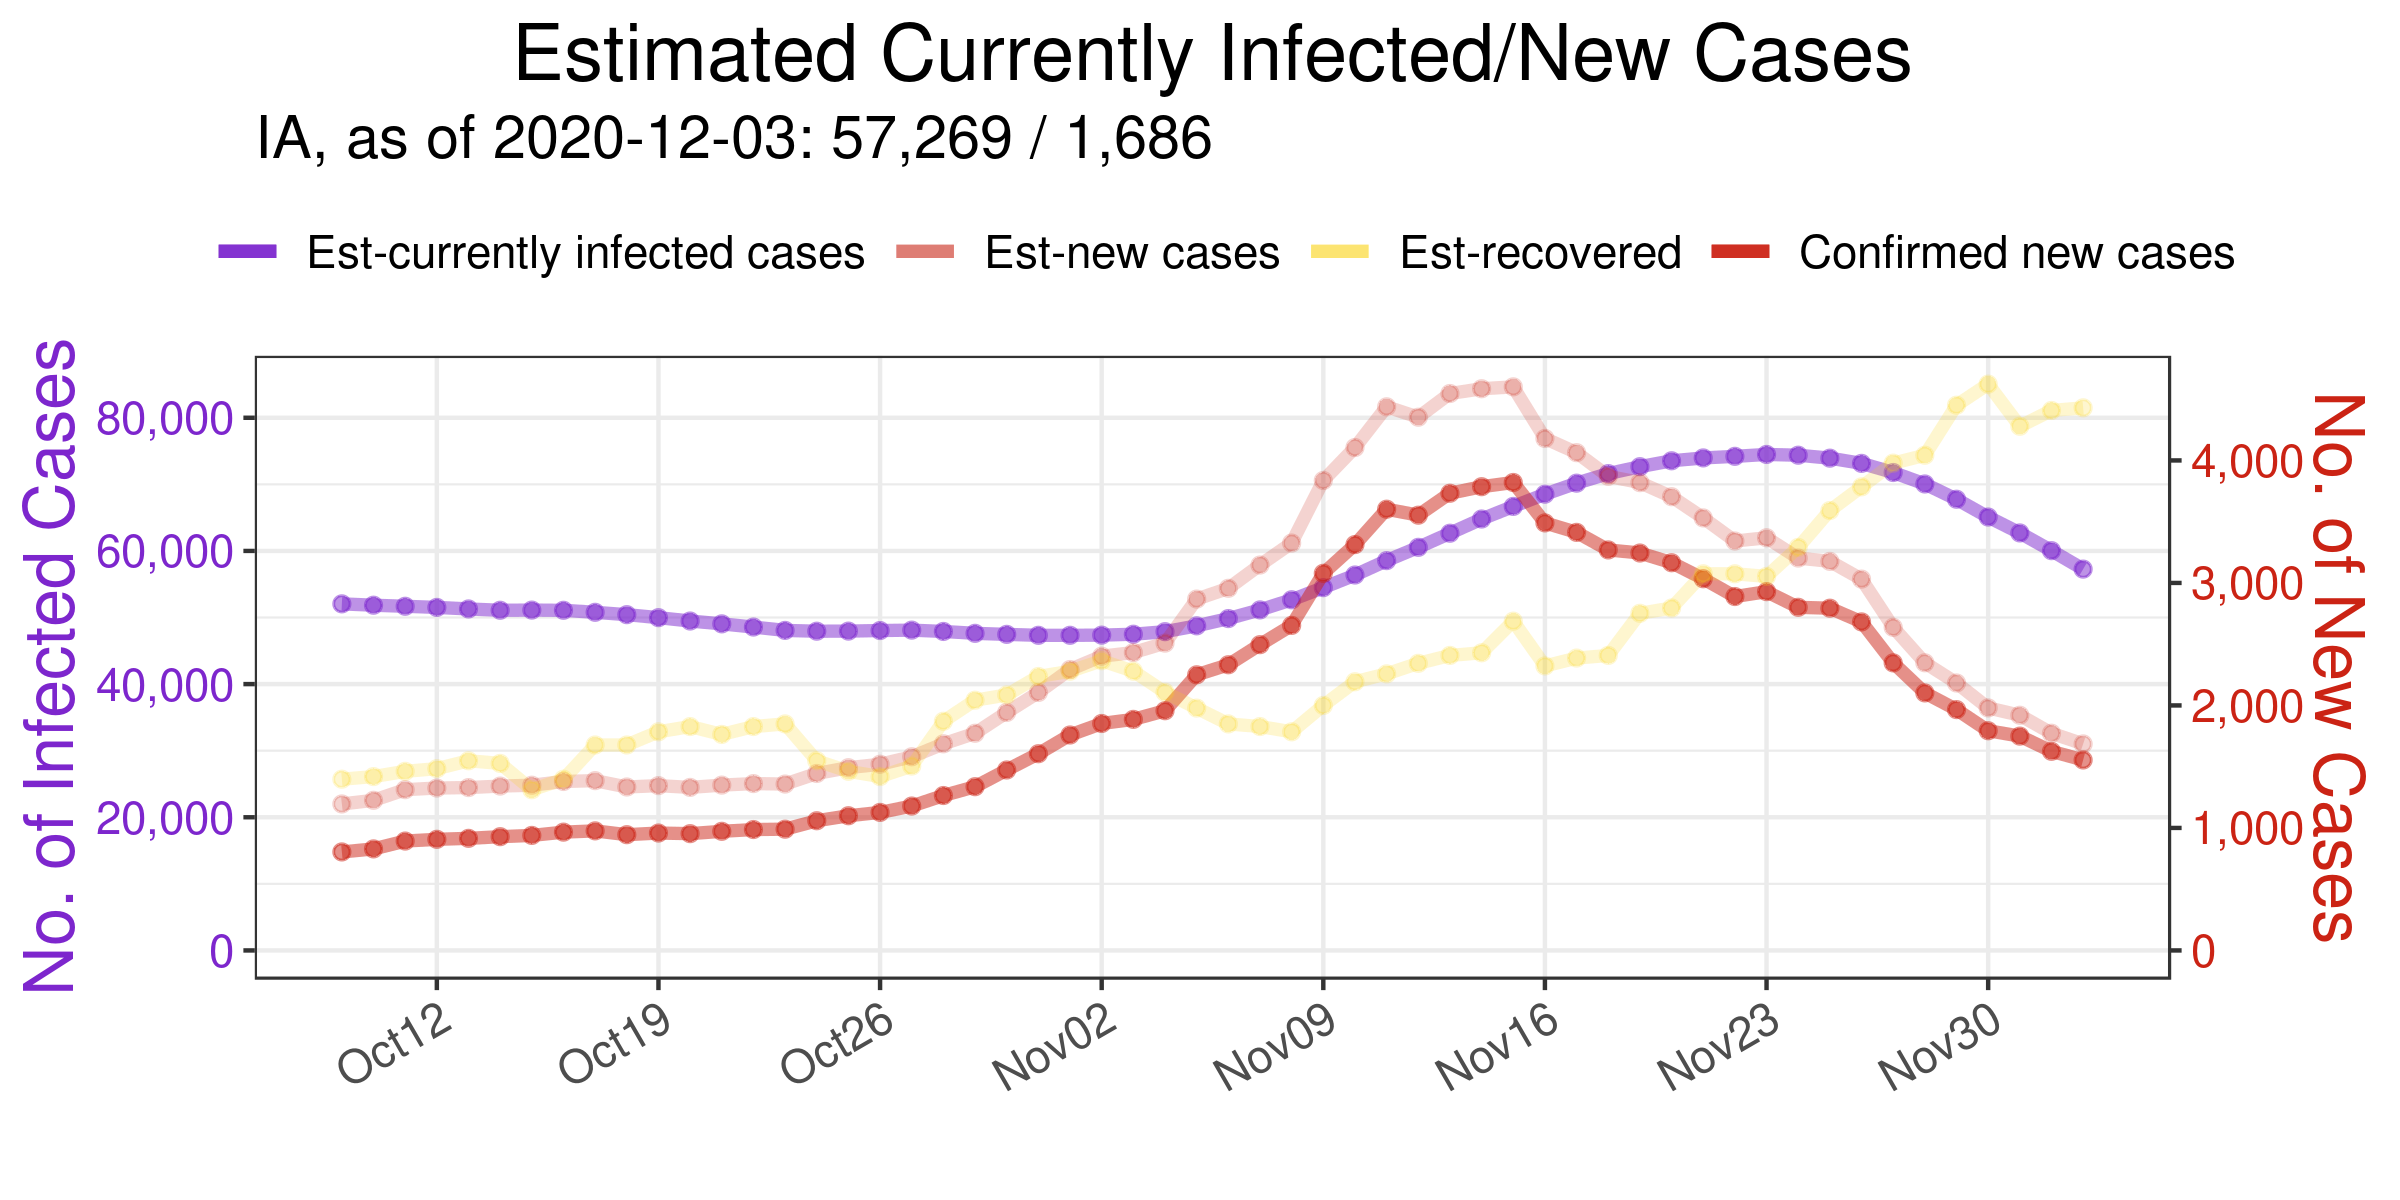 Estimated Currently Infected/New Cases
IA, as of 2020-12-03: 57,269 / 1,686
Est-currently infected cases Est-new cases Est-recovered Confirmed new cases
No. of Infected Cases
80,000
60,000
40,000
20,000
0
4,000
3,000
2,000
1,000
0
No. of New Cases
Oct12 Oct19 Oct26 Nov02 Nov09 Nov16 Nov23 Nov30